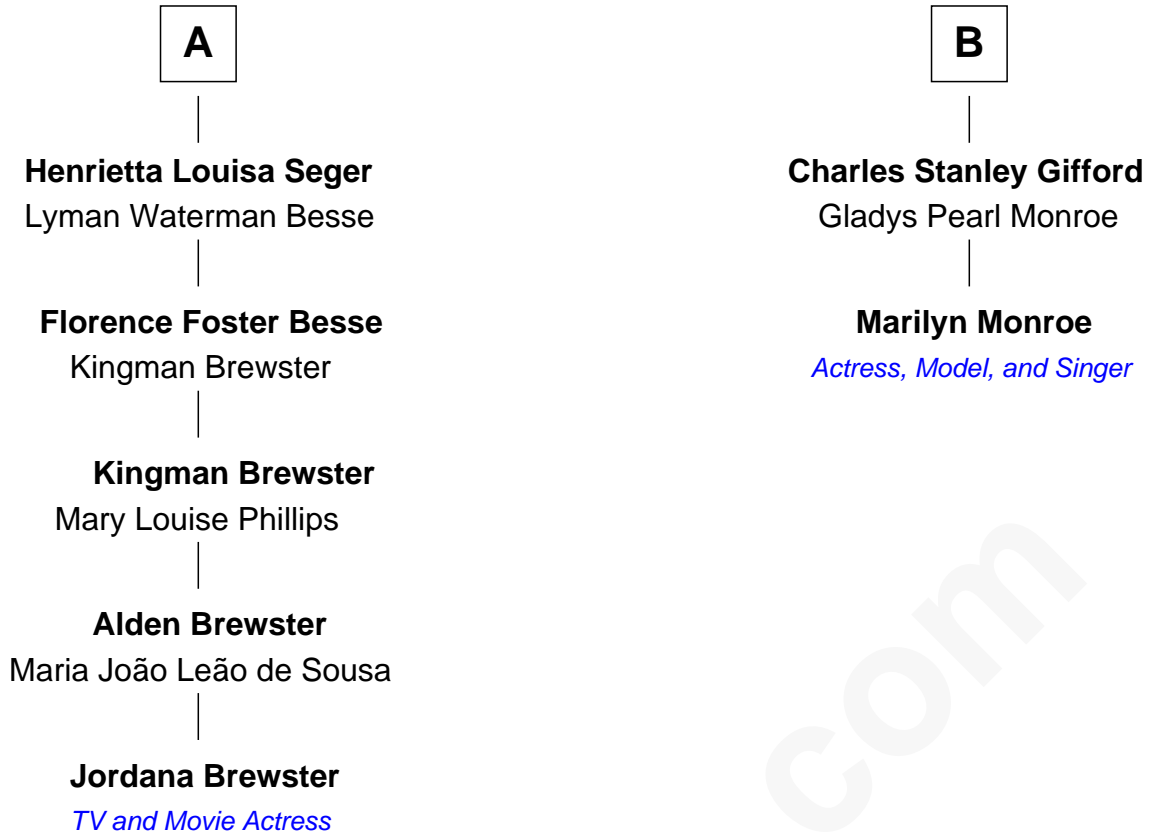 A
Henrietta Louisa Seger
Lyman Waterman Besse
Florence Foster Besse
Kingman Brewster
Kingman Brewster
Mary Louise Phillips
Alden Brewster
Maria João Leão de Sousa
Jordana Brewster
TV and Movie Actress
B
Charles Stanley Gifford
Gladys Pearl Monroe
Marilyn Monroe
Actress, Model, and Singer
com